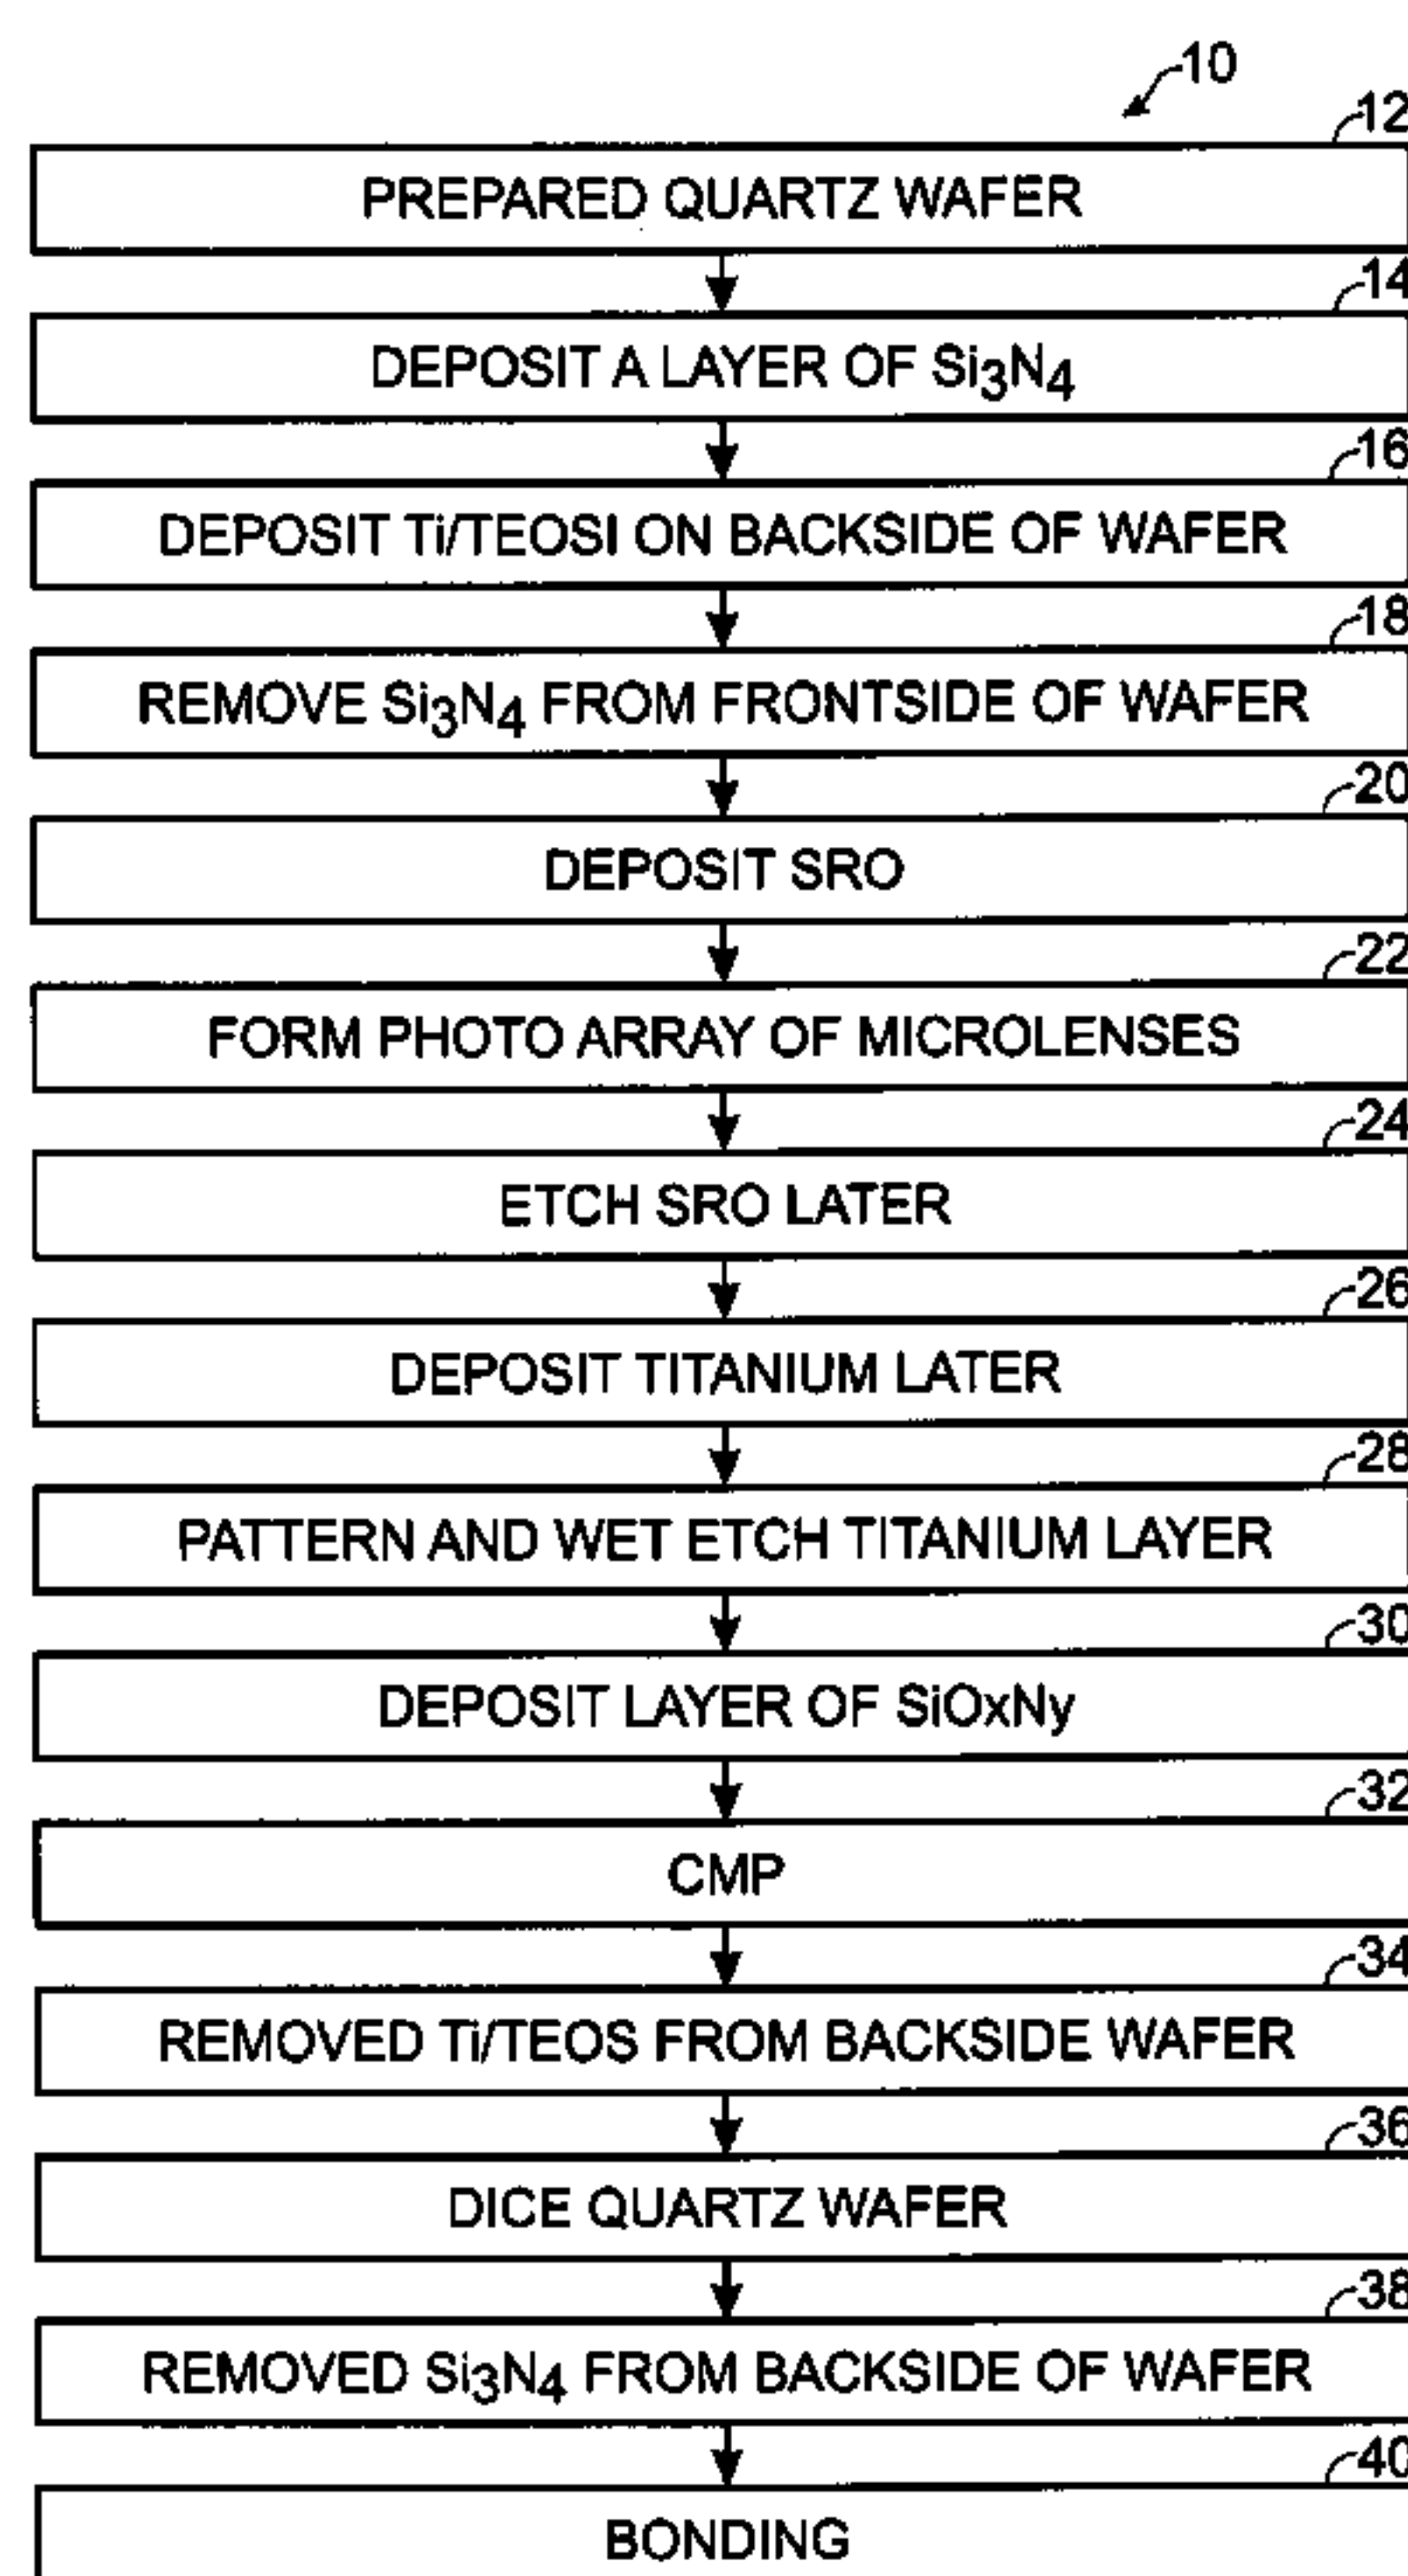 10
12
PREPARED QUARTZ WAFER
14
DEPOSIT A LAYER OF Si3N4
16
DEPOSIT Ti/TEOSI ON BACKSIDE OF WAFER
18
REMOVE Si3N4 FROM FRONTSIDE OF WAFER
20
DEPOSIT SRO
22
FORM PHOTO ARRAY OF MICROLENSES
24
ETCH SRO LATER
26
DEPOSIT TITANIUM LATER
28
PATTERN AND WET ETCH TITANIUM LAYER
30
DEPOSIT LAYER OF SiOxNy
32
CMP
34
REMOVED Ti/TEOS FROM BACKSIDE WAFER
36
DICE QUARTZ WAFER
38
REMOVED Si3N4 FROM BACKSIDE OF WAFER
40
BONDING